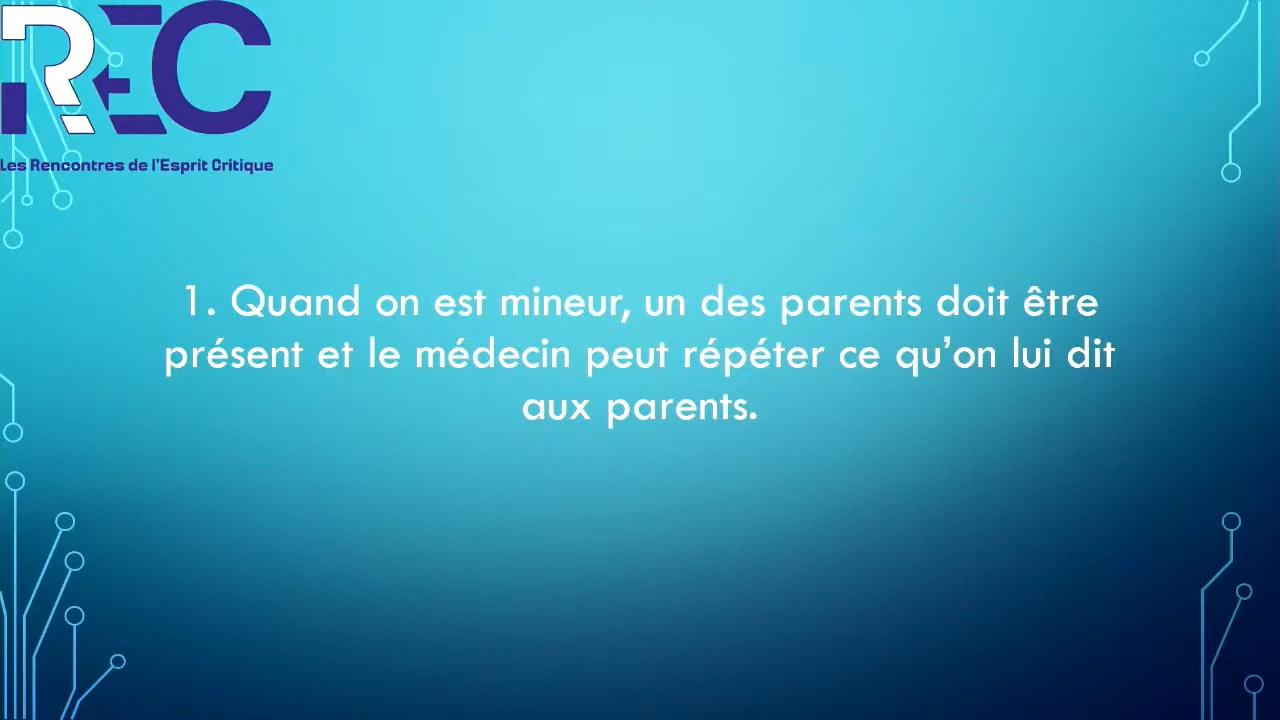 REC
Les Rencontres de l'Esprit Critique
1. Quand on est mineur, un des parents doit être
présent et le médecin peut répéter ce qu’on lui dit
aux parents.